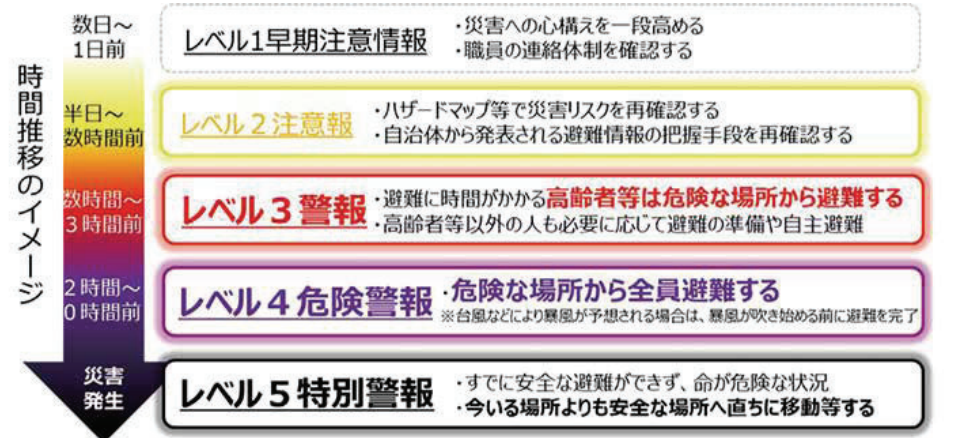 時間推移のイメージ
数日～
1日前
レベル1早期注意情報
・災害への心構えを一段高める
・職員の連絡体制を確認する
半日～
数時間前
レベル２注意報
・ハザードマップ等で災害リスクを再確認する
・自治体から発表される避難情報の把握手段を再確認する
数時間～
３時間前
レベル３警報
・避難に時間がかかる高齢者等は危険な場所から避難する
・高齢者等以外の人も必要に応じて避難の準備や自主避難
２時間～
０時間前
レベル４危険警報
・危険な場所から全員避難する
※台風などにより暴風が予想される場合は、暴風が吹き始める前に避難を完了
災害
発生
レベル５特別警報
・すでに安全な避難ができず、命が危険な状況
・今いる場所よりも安全な場所へ直ちに移動等する